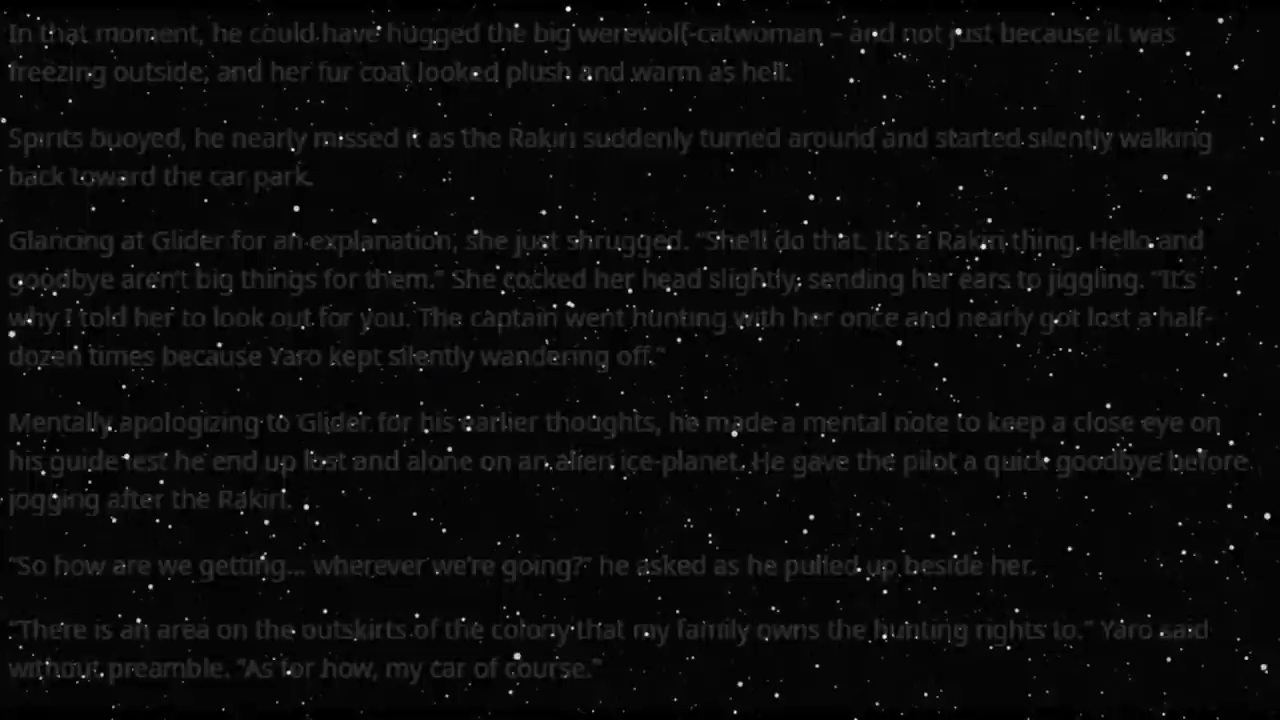 In that moment, he could have hugged the big werewolf-catwoman – and not just because it was
freezing outside, and her fur coat looked plush and warm as hell.
Spirits buoyed, he nearly missed it as the Rakiri suddenly turned around and started silently walking
back toward the car park.
Glancing at Glider for an explanation, she just shrugged. “She’ll do that. It’s a Rakiri thing. Hello and
goodbye aren’t big things for them.” She cocked her head slightly, sending her ears to jiggling. “It’s
why I told her to look out for you. The captain went hunting with her once and nearly got lost a half-
dozen times because Yaro kept silently wandering off.”
Mentally apologizing to Glider for his earlier thoughts, he made a mental note to keep a close eye on
his guide lest he end up lost and alone on an alien ice-planet. He gave the pilot a quick goodbye before
jogging after the Rakiri.
“So how are we getting… wherever we’re going?” he asked as he pulled up beside her.
“There is an area on the outskirts of the colony that my family owns the hunting rights to.” Yaro said
without preamble. “As for how, my car of course.”